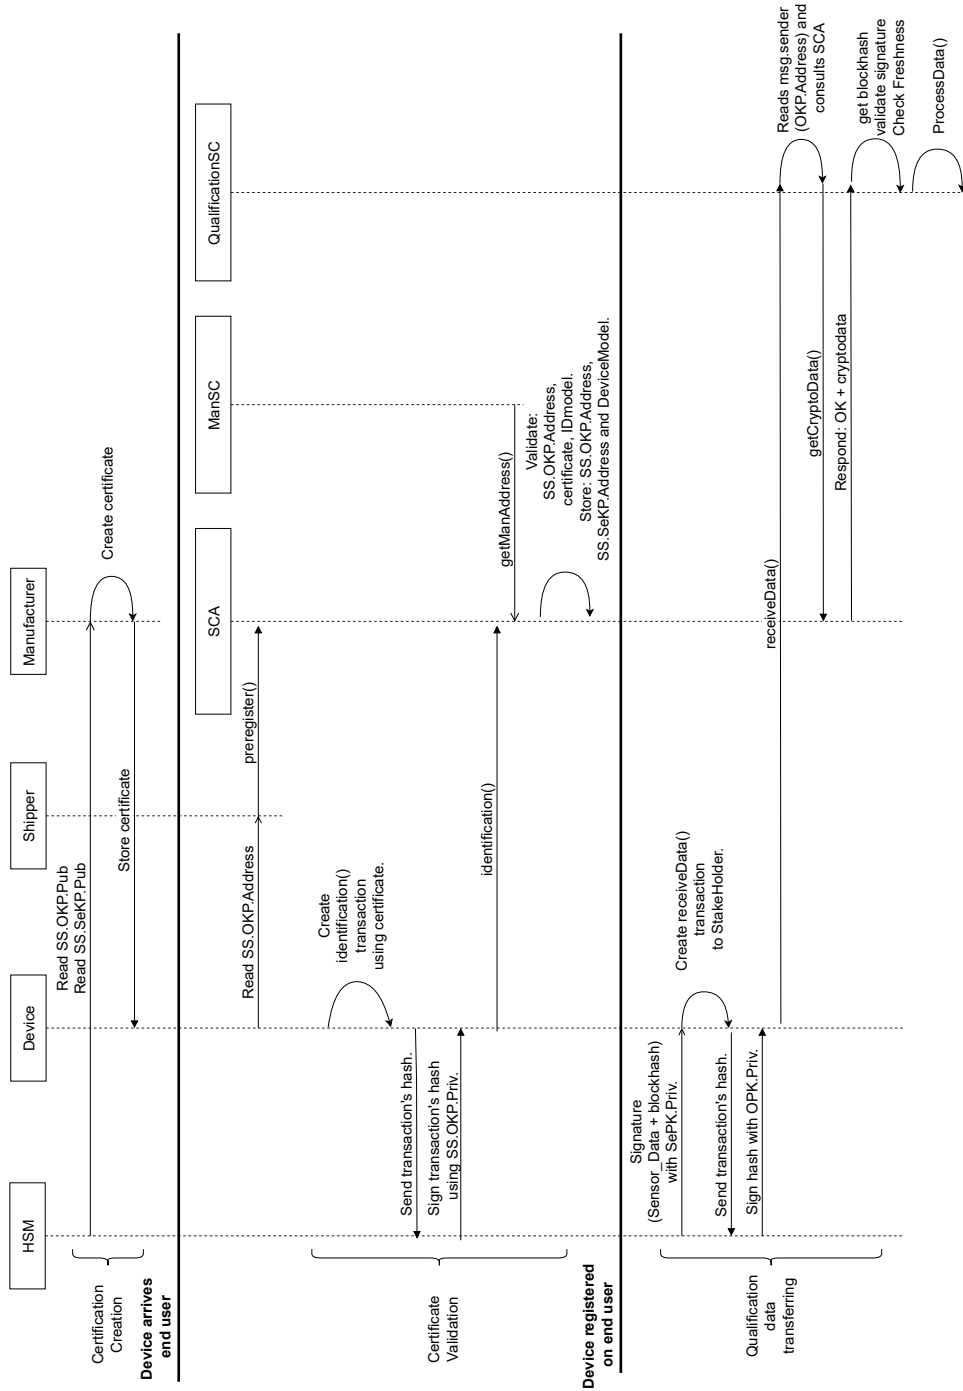 HSM
Device
Shipper
Manufacturer
Certification
Creation
Read SS.OKP.Pub
Read SS.SeKP.Pub
Create certificate
Store certificate
Device arrives
end user
SCA
ManSC
QualificationSC
Read SS.OKP.Address
preregister()
Certificate
Validation
Create
identification()
transaction
using certificate.
Send transaction's hash.
Sign transaction's hash
using SS.OKP.Priv.
identification()
getManAddress()
Validate:
SS.OKP.Address,
certificate, IDmodel.
Store: SS.OKP.Address,
SS.SeKP.Address and DeviceModel.
Device registered
on end user
Qualification
data
transferring
Signature
(Sensor_Data + blockhash)
with SePK.Priv.
Create receiveData()
transaction
to StakeHolder.
Send transaction's hash.
Sign hash with OPK.Priv.
receiveData()
Reads msg.sender
(OKP.Address) and
consults SCA
getCryptoData()
Respond: OK + cryptodata
get blockhash
validate signature
Check Freshness
ProcessData()